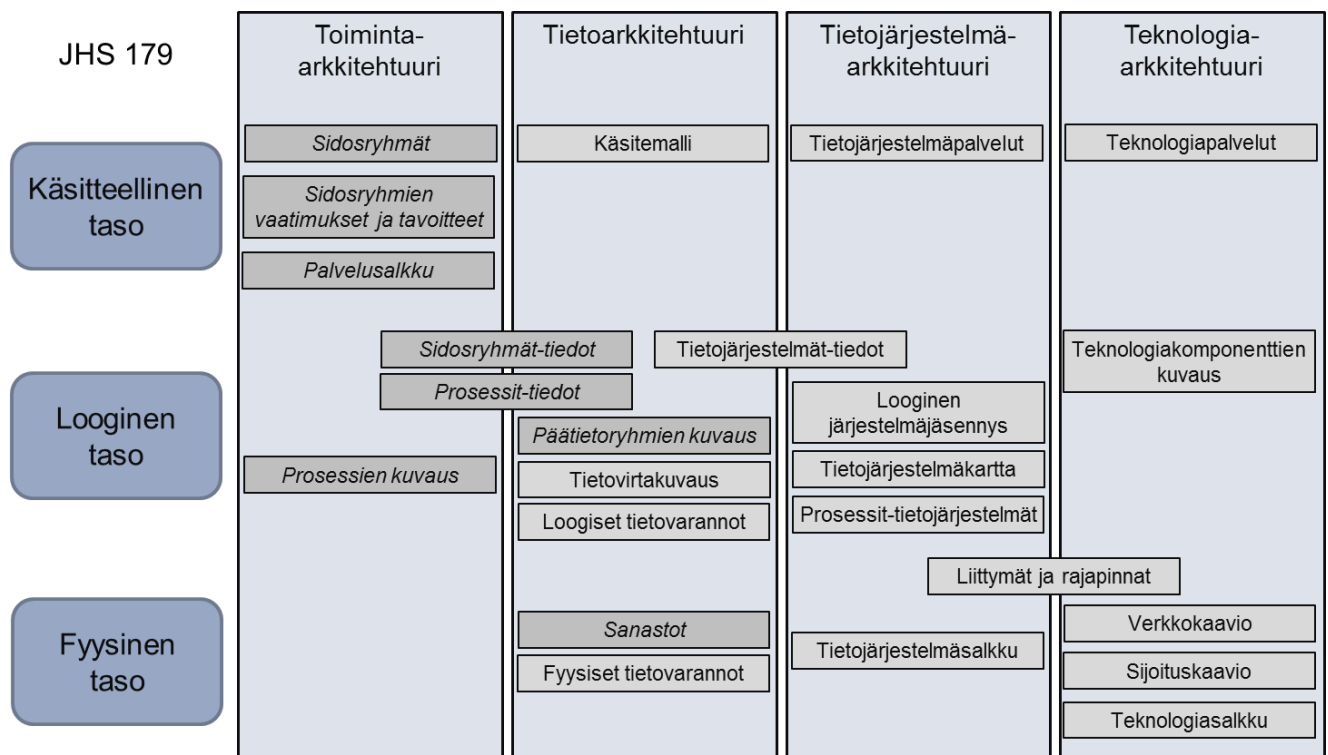 JHS 179
Toiminta-
arkkitehtuuri
Tietoarkkitehtuuri
Tietojärjestelmä-
arkkitehtuuri
Teknologia-
arkkitehtuuri
Käsitteellinen
taso
Sidosryhmät
Käsitemalli
Tietojärjestelmäpalvelut
Teknologiapalvelut
Sidosryhmien
vaatimukset ja tavoitteet
Palvelusalkku
Looginen
taso
Sidosryhmät-tiedot
Tietojärjestelmät-tiedot
Teknologiakomponenttien
kuvaus
Prosessit-tiedot
Looginen
järjestelmäjäsennys
Päätietoryhmien kuvaus
Prosessien kuvaus
Tietovirtakuvaus
Tietojärjestelmäkartta
Loogiset tietovarannot
Prosessit-tietojärjestelmät
Liittymät ja rajapinnat
Fyysinen
taso
Sanastot
Verkkokaavio
Tietojärjestelmäsalkku
Fyysiset tietovarannot
Sijoituskaavio
Teknologiasalkku